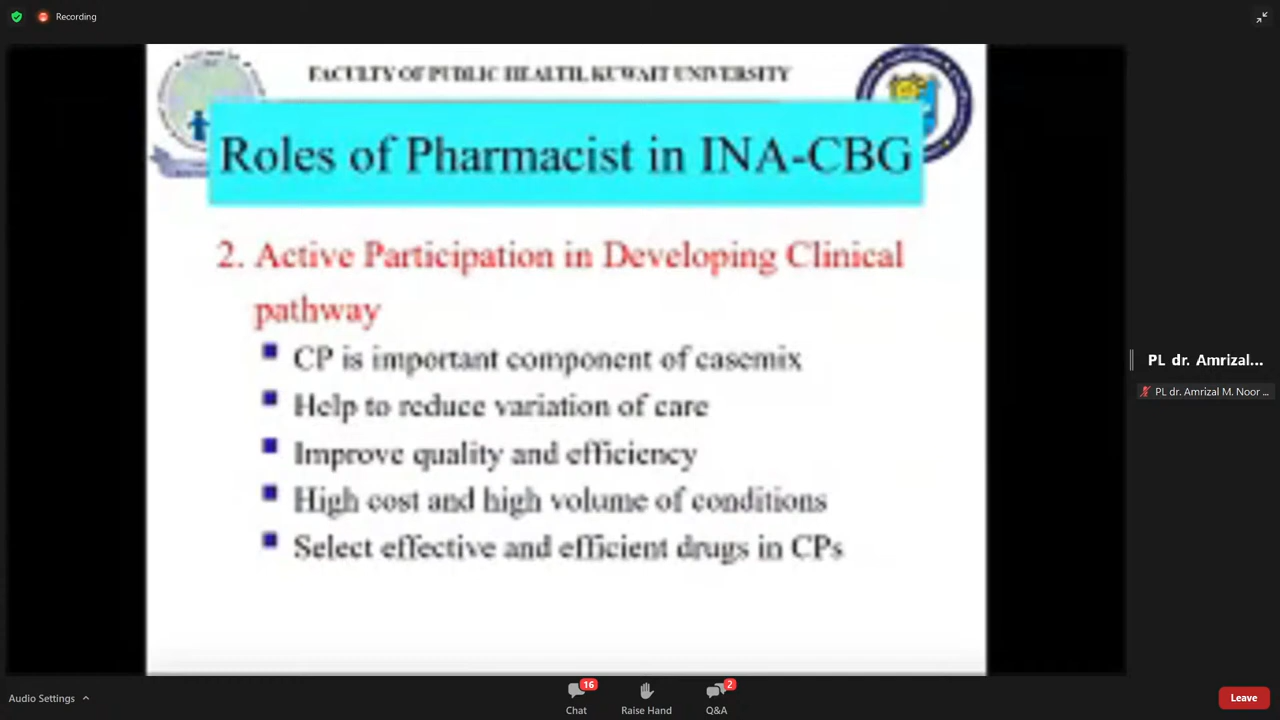 Recording
FACULTY OF PUBLIC HEALTH, KUWAIT UNIVERSITY
Roles of Pharmacist in INA-CBG
2. Active Participation in Developing Clinical
pathway
CP is important component of casemix
Help to reduce variation of care
Improve quality and efficiency
High cost and high volume of conditions
Select effective and efficient drugs in CPs
PL dr. Amrizal...
PL dr. Amrizal M. Noor ...
Audio Settings
16
Chat
Raise Hand
2
Q&A
Leave